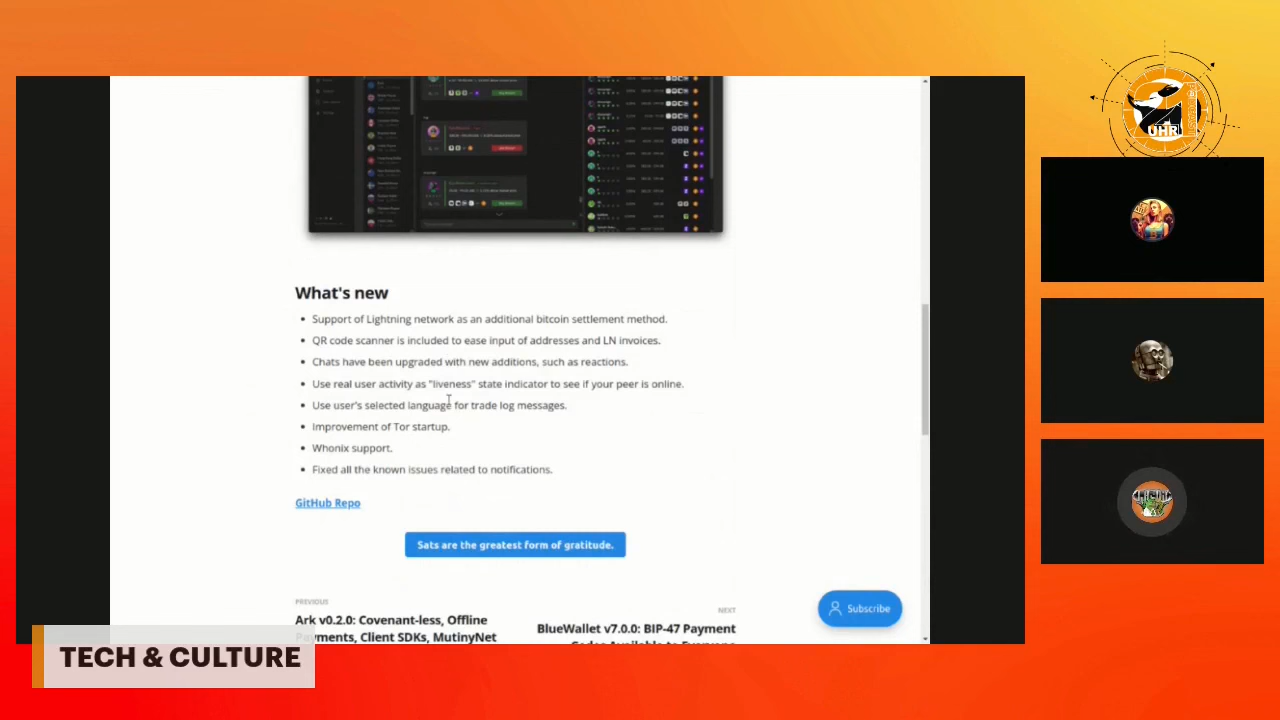 UHR
What's new
• Support of Lightning network as an additional bitcoin settlement method.
• QR code scanner is included to ease input of addresses and LN invoices.
• Chats have been upgraded with new additions, such as reactions.
• Use real user activity as "liveness" state indicator to see if your peer is online.
• Use user's selected language for trade log messages.
• Improvement of Tor startup.
• Whonix support.
• Fixed all the known issues related to notifications.
GitHub Repo
Sats are the greatest form of gratitude.
PREVIOUS
Ark v0.2.0: Covenant-less, Offline
Payments, Client SDKs, MutinyNet
NEXT
BlueWallet v7.0.0: BIP-47 Payment
Codes Available to Everyone
Subscribe
TECH & CULTURE